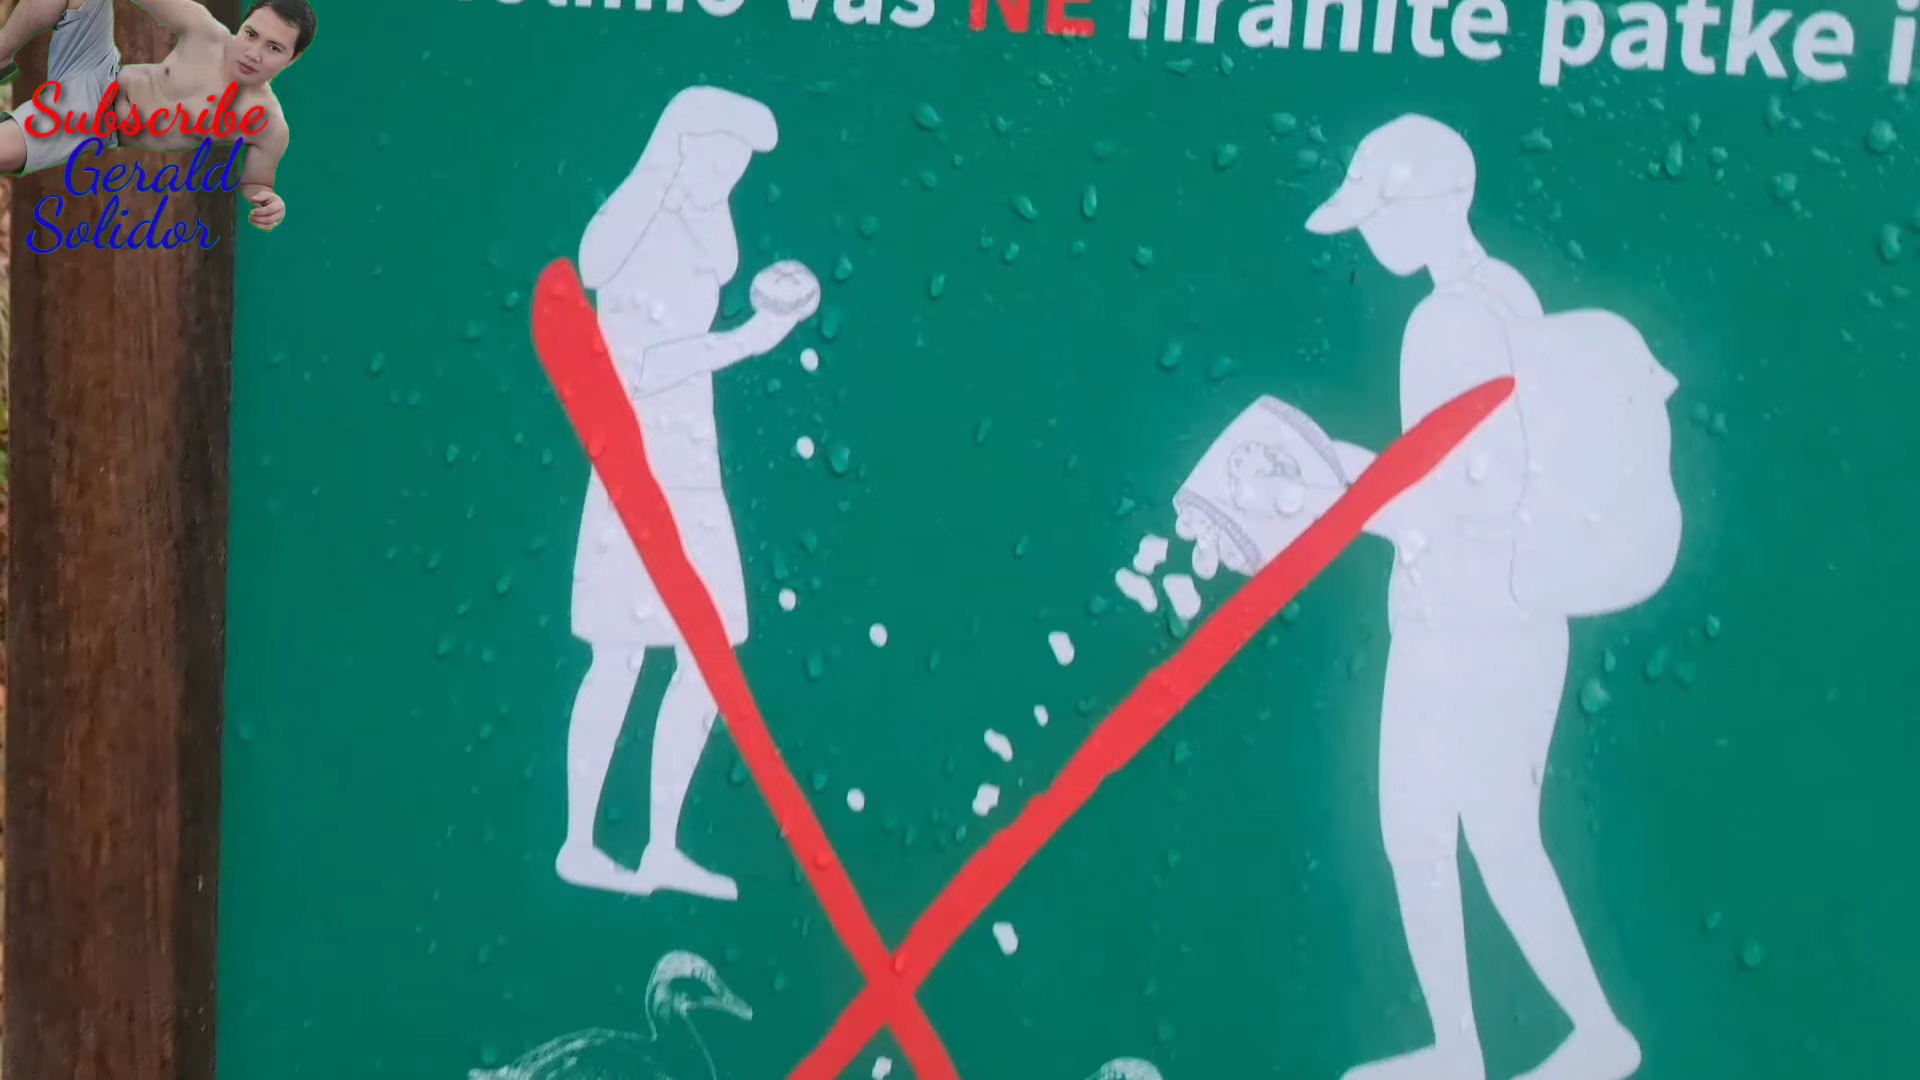 Subscribe
Gerald
Solidor
vas NE hranite patke i